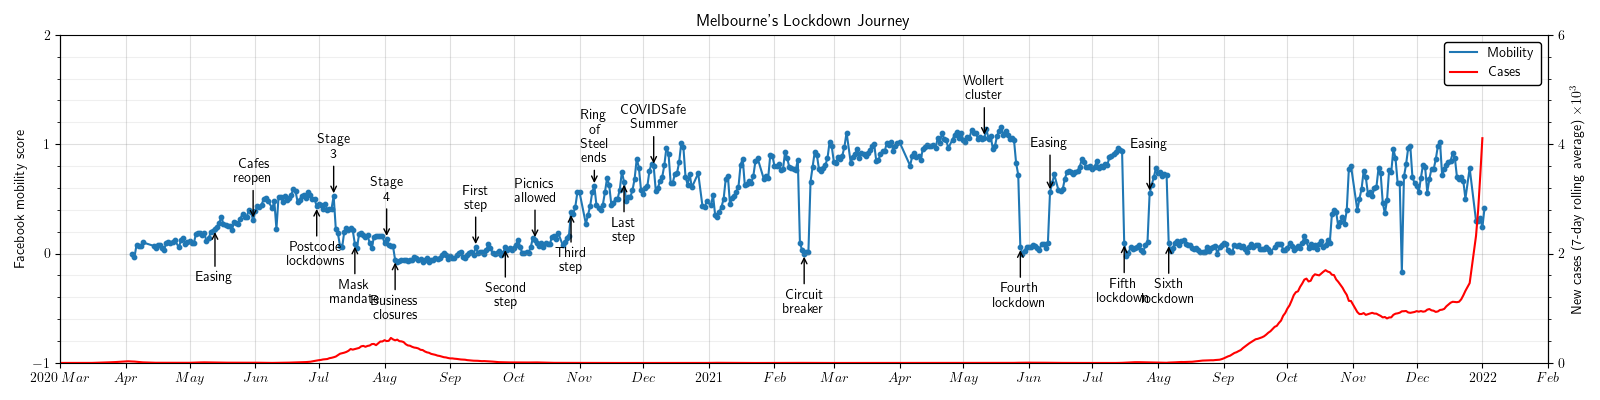 Melbourne's Lockdown Journey
Facebook mobility score
2
1
0
−1
New cases (7-day rolling average) ×10³
6
4
2
0
Mobility
Cases
Easing
Cafes
reopen
Postcode
lockdowns
Stage
3
Mask
mandate
Stage
4
Business
closures
First
step
Second
step
Picnics
allowed
Third
step
Ring
of
Steel
ends
Last
step
COVIDSafe
Summer
Circuit
breaker
Wollert
cluster
Fourth
lockdown
Easing
Fifth
lockdown
Easing
Sixth
lockdown
2020 Mar
Apr
May
Jun
Jul
Aug
Sep
Oct
Nov
Dec
2021
Feb
Mar
Apr
May
Jun
Jul
Aug
Sep
Oct
Nov
Dec
2022
Feb